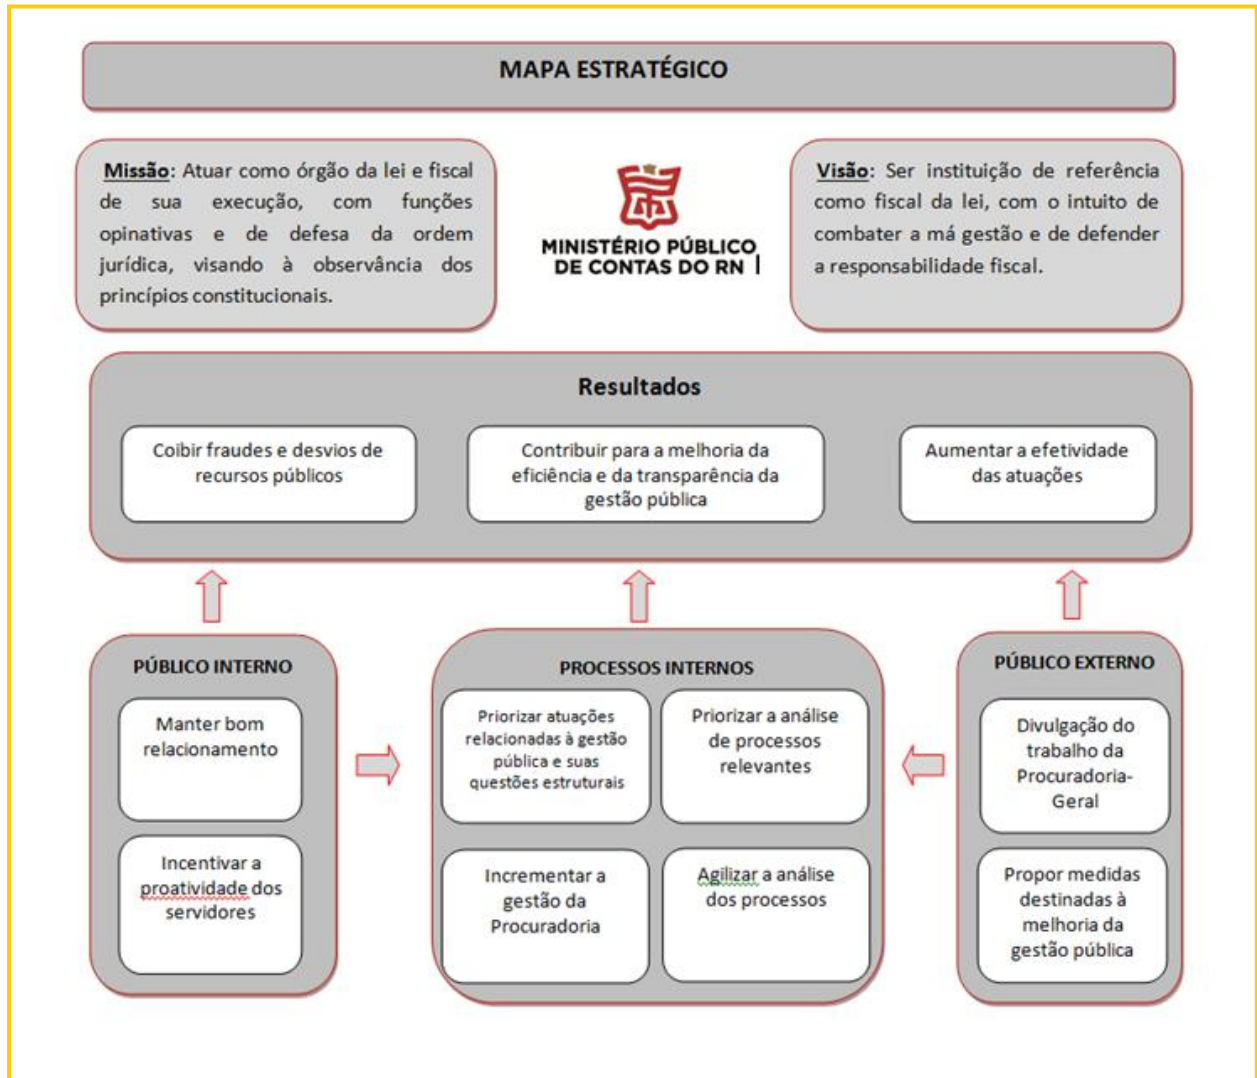 MAPA ESTRATÉGICO
Missão: Atuar como órgão da lei e fiscal
de sua execução, com funções
opinativas e de defesa da ordem
jurídica, visando à observância dos
princípios constitucionais.
MINISTÉRIO PÚBLICO
DE CONTAS DO RN |
Visão: Ser instituição de referência
como fiscal da lei, com o intuito de
combater a má gestão e de defender
a responsabilidade fiscal.
Resultados
Coibir fraudes e desvios de
recursos públicos
Contribuir para a melhoria da
eficiência e da transparência da
gestão pública
Aumentar a efetividade
das atuações
PÚBLICO INTERNO
Manter bom
relacionamento
Incentivar a
proatividade dos
servidores
PROCESSOS INTERNOS
Priorizar atuações
relacionadas à gestão
pública e suas
questões estruturais
Priorizar a análise
de processos
relevantes
Incrementar a
gestão da
Procuradoria
Agilizar a análise
dos processos
PÚBLICO EXTERNO
Divulgação do
trabalho da
Procuradoria-
Geral
Propor medidas
destinadas à
melhoria da
gestão pública